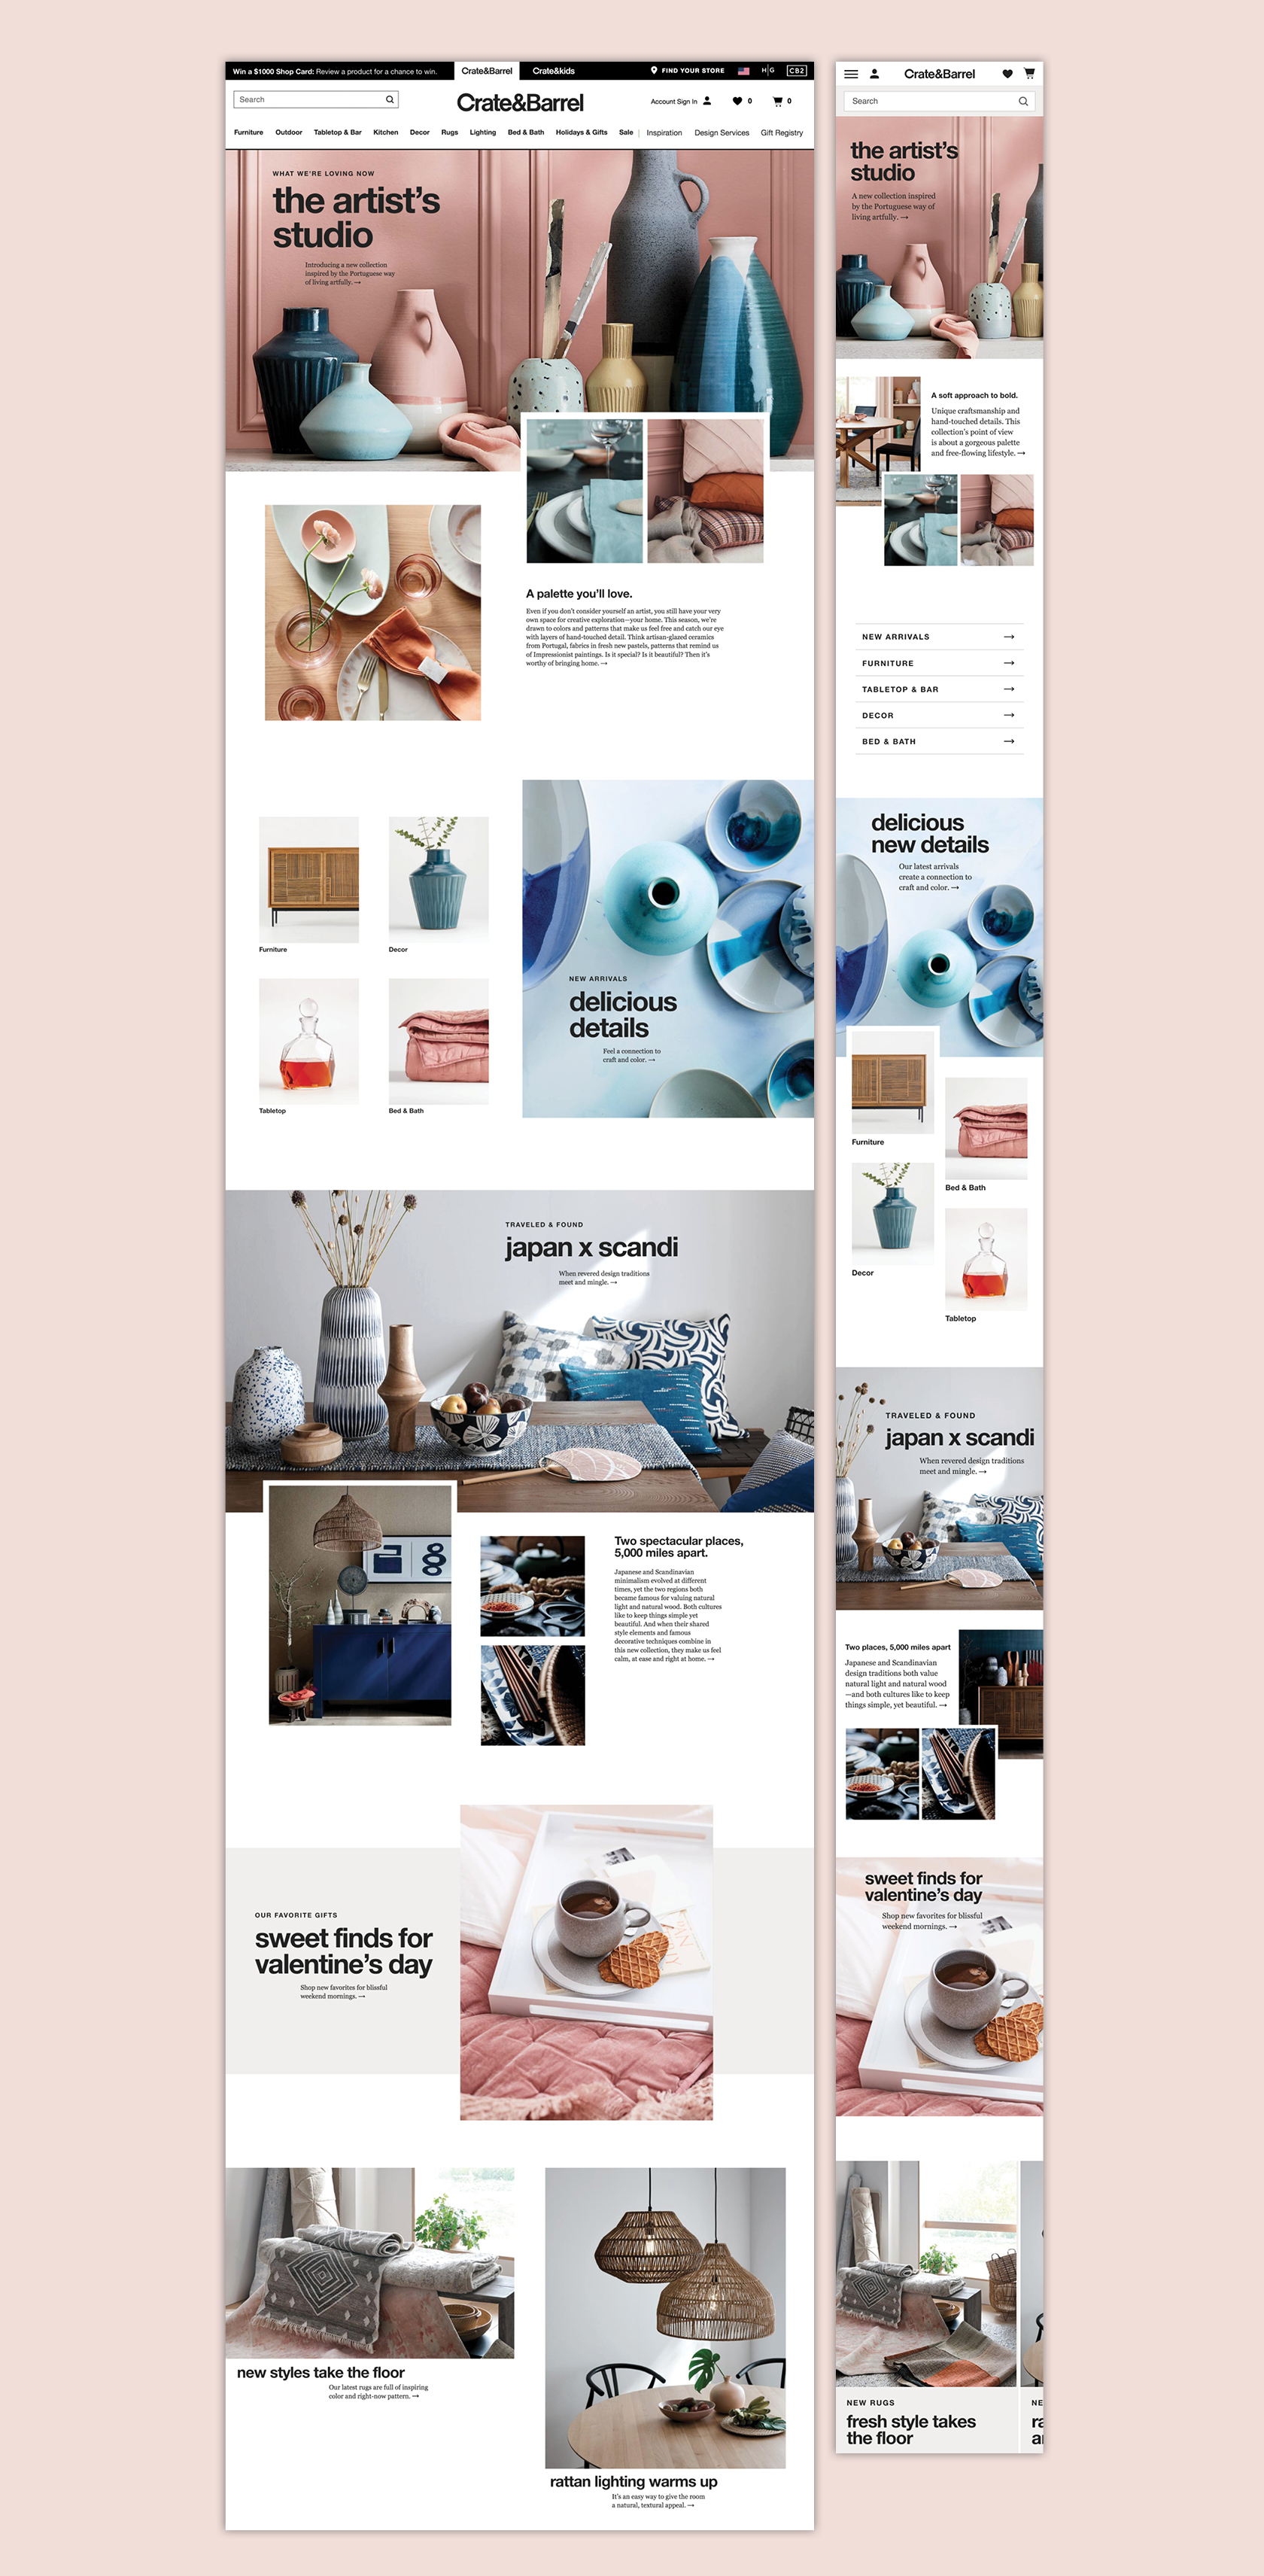 Win a $1000 Shop Card: Review a product for a chance to win.
Crate&Barrel
Crate&kids
FIND YOUR STORE
H|G
CB2
Search
Crate&Barrel
Account Sign In
0
0
Furniture Outdoor Tabletop & Bar Kitchen Decor Rugs Lighting Bed & Bath Holidays & Gifts Sale | Inspiration Design Services Gift Registry
WHAT WE'RE LOVING NOW
the artist's
studio
Introducing a new collection
inspired by the Portuguese way
of living artfully. →
A palette you'll love.
Even if you don't consider yourself an artist, you still have your very
own space for creative exploration—your home. This season, we're
drawn to colors and patterns that make us feel free and catch our eye
with layers of hand-touched detail. Think artisan-glazed ceramics
from Portugal, fabrics in fresh new pastels, patterns that remind us
of Impressionist paintings. Is it special? Is it beautiful? Then it's
worthy of bringing home. →
Furniture
Decor
Tabletop
Bed & Bath
NEW ARRIVALS
delicious
details
Feel a connection to
craft and color. →
TRAVELED & FOUND
japan x scandi
When revered design traditions
meet and mingle. →
Two spectacular places,
5,000 miles apart.
Japanese and Scandinavian
minimalism evolved at different
times, yet the two regions both
became famous for valuing natural
light and natural wood. Both cultures
like to keep things simple yet
beautiful. And when their shared
style elements and famous
decorative techniques combine in
this new collection, they make us feel
calm, at ease and right at home. →
OUR FAVORITE GIFTS
sweet finds for
valentine's day
Shop new favorites for blissful
weekend mornings. →
new styles take the floor
Our latest rugs are full of inspiring
color and right-now pattern. →
rattan lighting warms up
It's an easy way to give the room
a natural, textural appeal. →
Crate&Barrel
Search
the artist's
studio
A new collection inspired
by the Portuguese way of
living artfully. →
A soft approach to bold.
Unique craftsmanship and
hand-touched details. This
collection's point of view
is about a gorgeous palette
and free-flowing lifestyle. →
NEW ARRIVALS →
FURNITURE →
TABLETOP & BAR →
DECOR →
BED & BATH →
delicious
new details
Our latest arrivals
create a connection to
craft and color. →
Furniture
Bed & Bath
Decor
Tabletop
TRAVELED & FOUND
japan x scandi
When revered design traditions
meet and mingle. →
Two places, 5,000 miles apart
Japanese and Scandinavian
design traditions both value
natural light and natural wood
—and both cultures like to keep
things simple, yet beautiful. →
sweet finds for
valentine's day
Shop new favorites for blissful
weekend mornings. →
NEW RUGS
fresh style takes
the floor
NE
ra